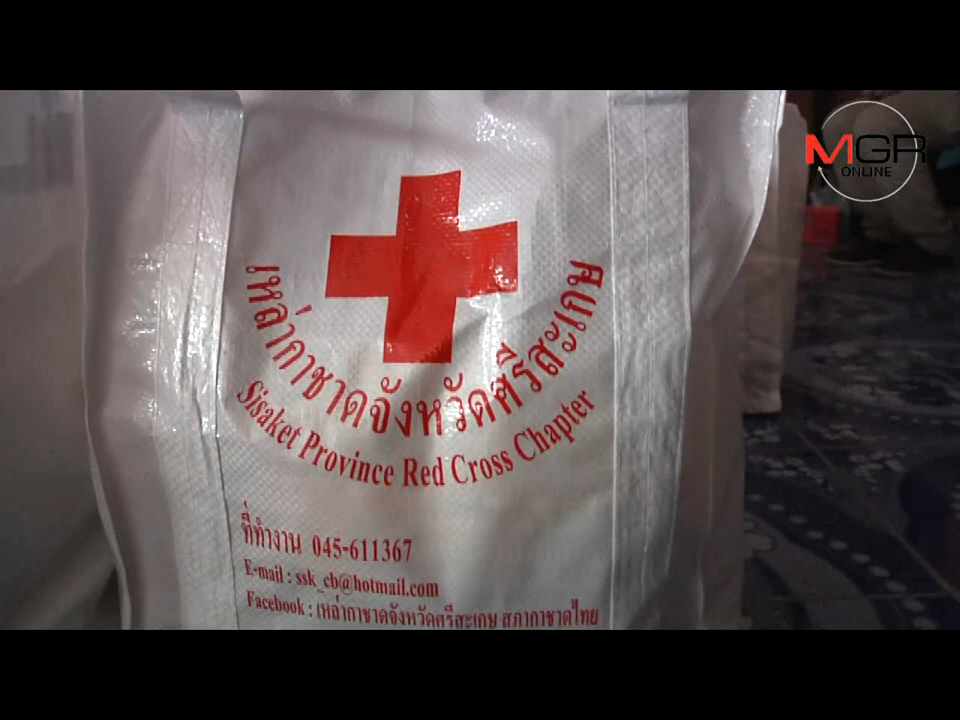 MGR
ONLINE
เหล่ากาชาดจังหวัดศรีสะเกษ
Sisaket Province Red Cross Chapter
ที่ทำงาน 045-611367
E-mail : ssk_cb@hotmail.com
Facebook : เหล่ากาชาดจังหวัดศรีสะเกษ สภากาชาดไทย